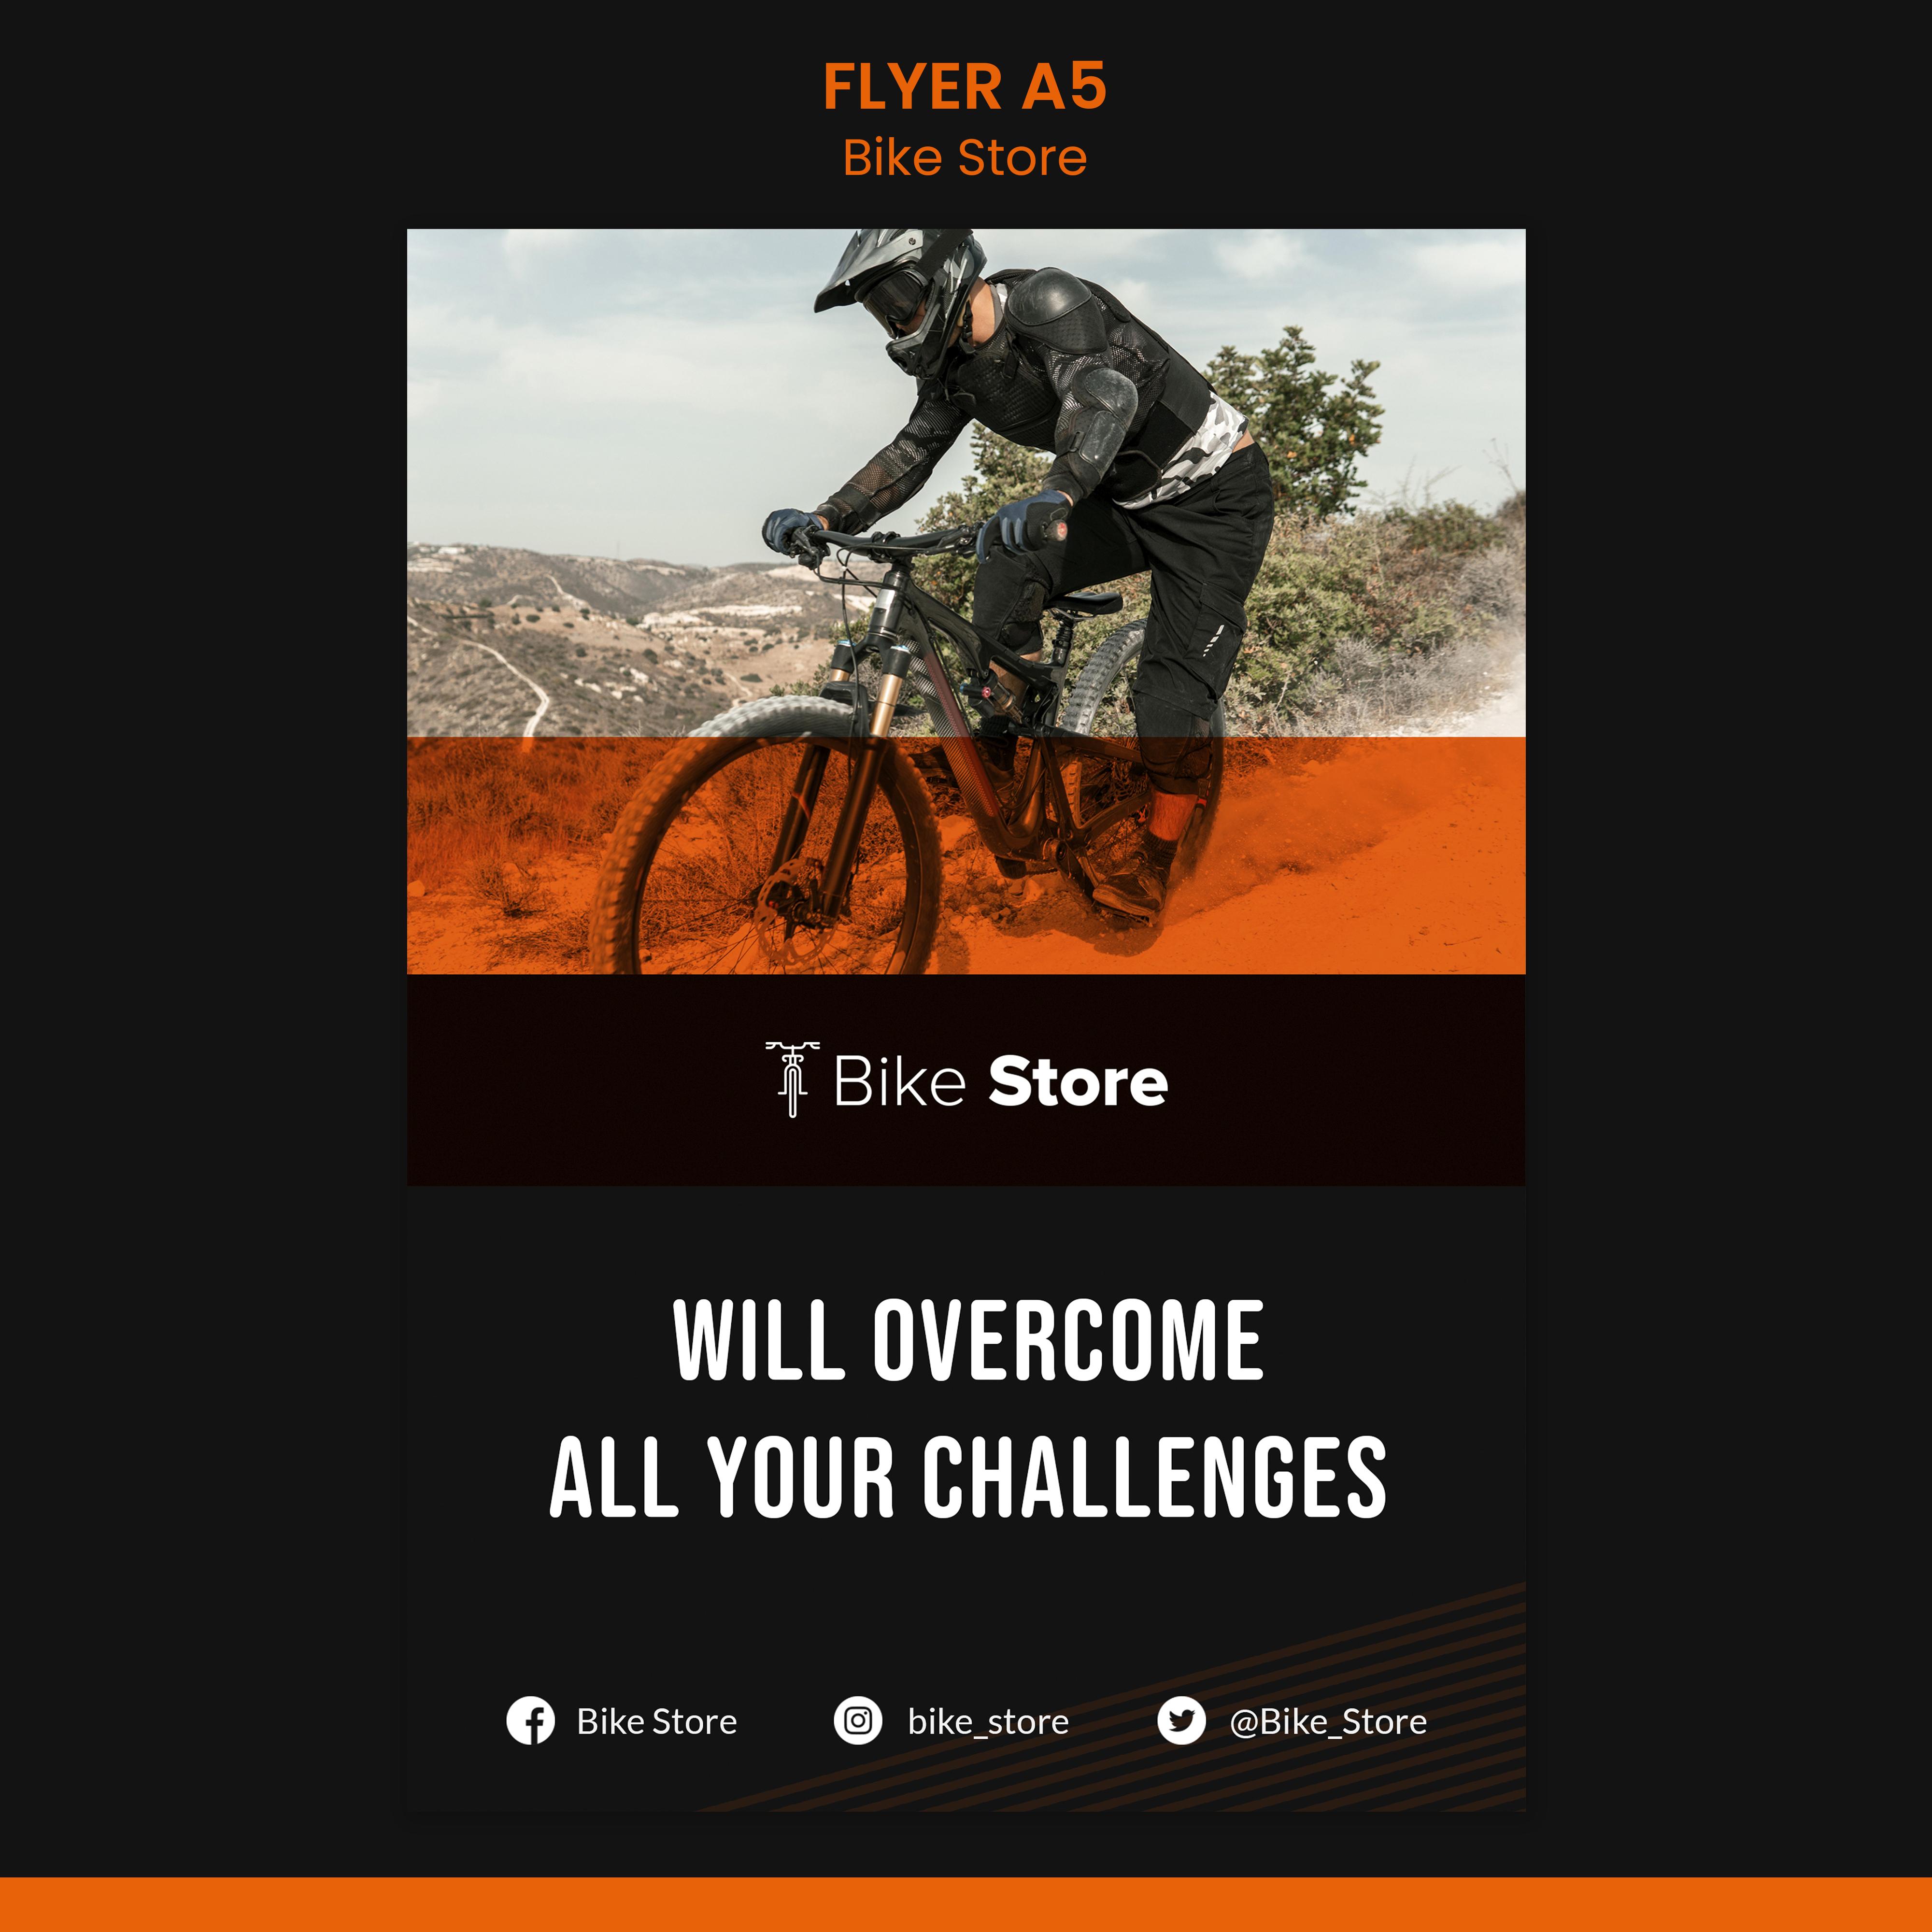 FLYER A5
Bike Store
Bike Store
WILL OVERCOME
ALL YOUR CHALLENGES
Bike Store bike_store @Bike_Store